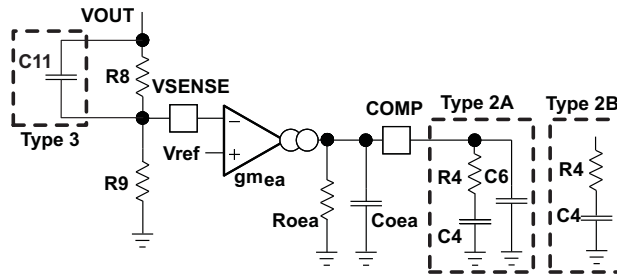 VOUT
C11
R8
VSENSE
Type 3
Vref
gmea
R9
Roea
Coea
COMP
Type 2A
R4
C6
C4
Type 2B
R4
C4